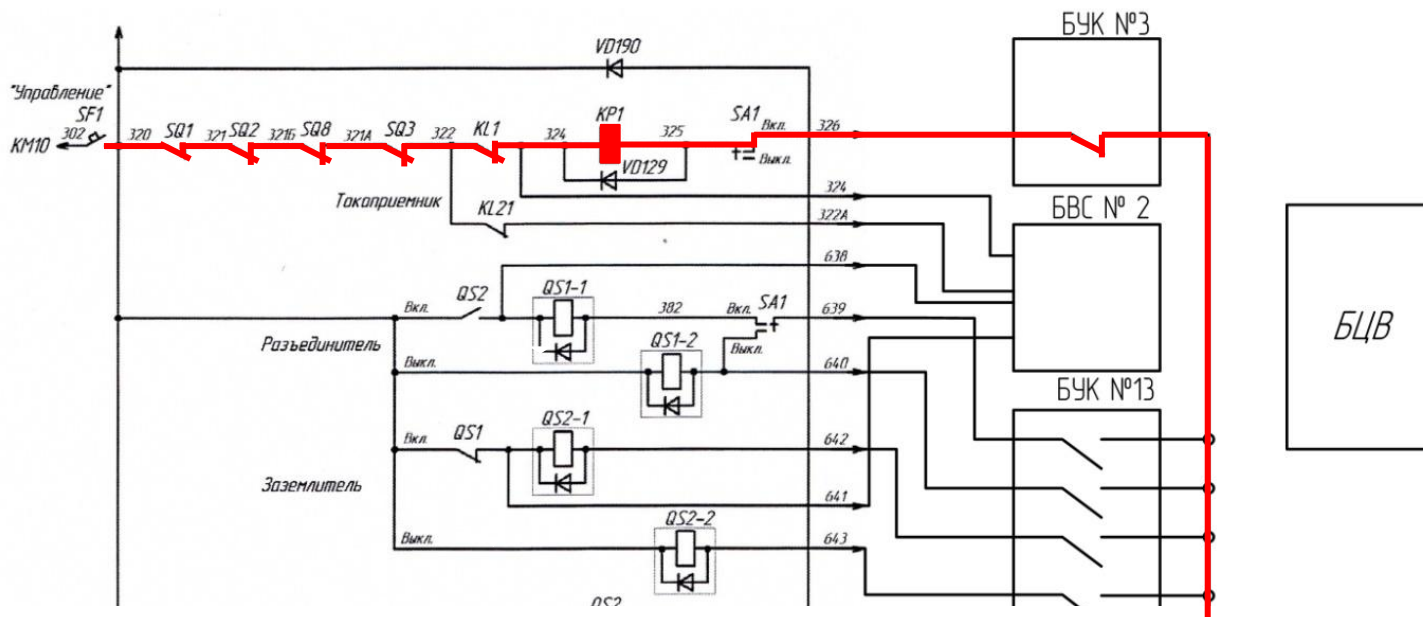 БУК №3
VD190
"Управление"
SF1
KM10 302 320 SQ1 321 SQ2 321Б SQ8 321А SQ3 322 KL1 324 KP1 325 SA1 Вкл. 326
Выкл.
VD129
324
Токоприемник
KL21
322А
БВС № 2
638
QS2
QS1-1
Вкл.
382
Вкл.
SA1
639
БЦВ
Разъединитель
QS1-2
Выкл.
Выкл.
640
БУК №13
QS2-1
Вкл.
QS1
642
Заземлитель
641
QS2-2
Выкл.
643